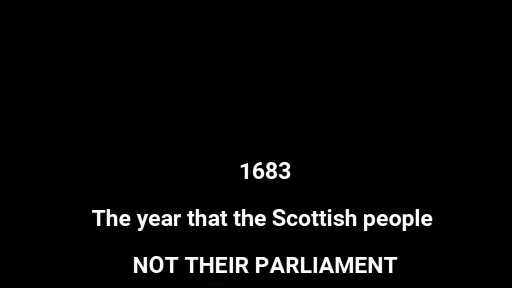 1683
The year that the Scottish people
NOT THEIR PARLIAMENT